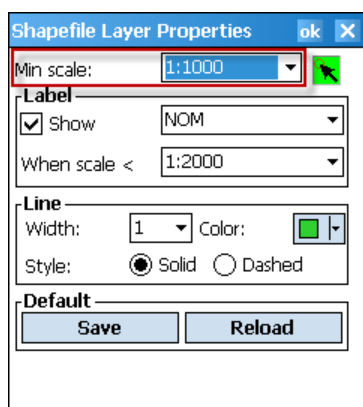 Shapefile Layer Properties ok
Min scale: 1:1000
Label
Show NOM
When scale < 1:2000
Line
Width: 1 Color:
Style: Solid Dashed
Default
Save Reload